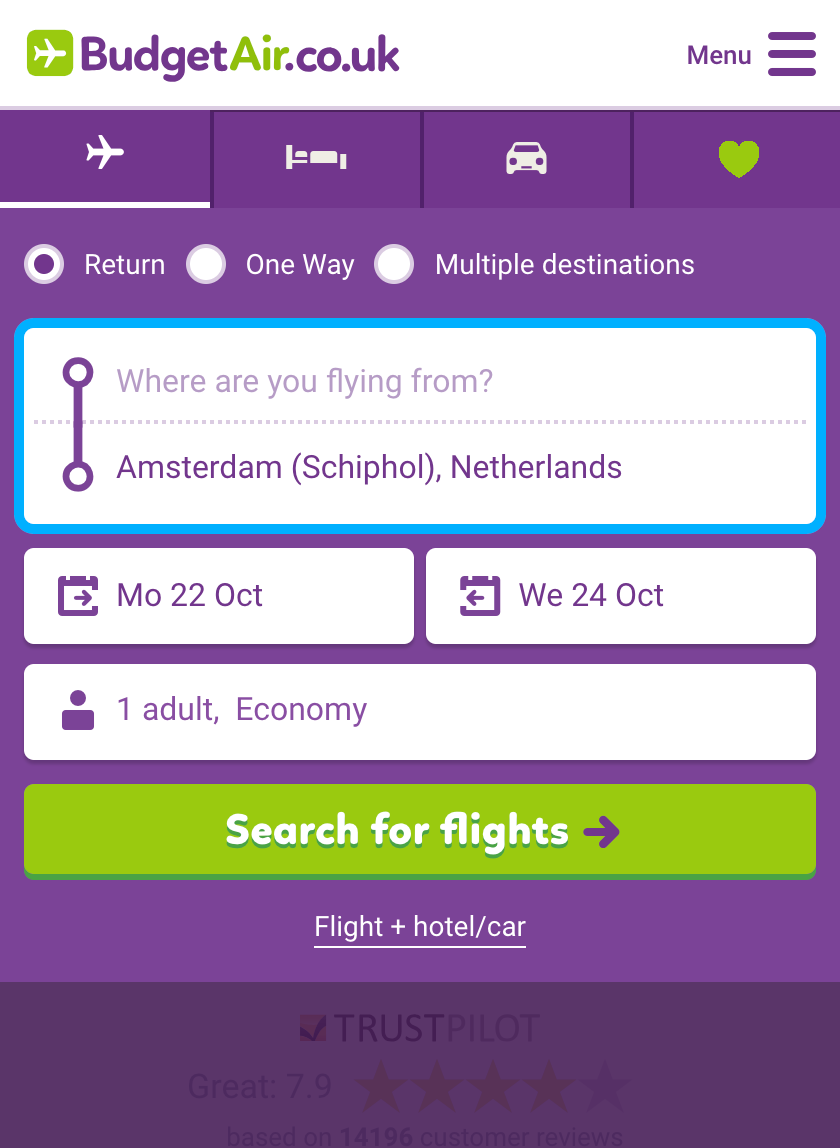 BudgetAir.co.uk
Menu
Return One Way Multiple destinations
Where are you flying from?
Amsterdam (Schiphol), Netherlands
Mo 22 Oct We 24 Oct
1 adult, Economy
Search for flights
Flight + hotel/car
TRUSTPILOT
Great: 7.9
based on 14196 customer reviews